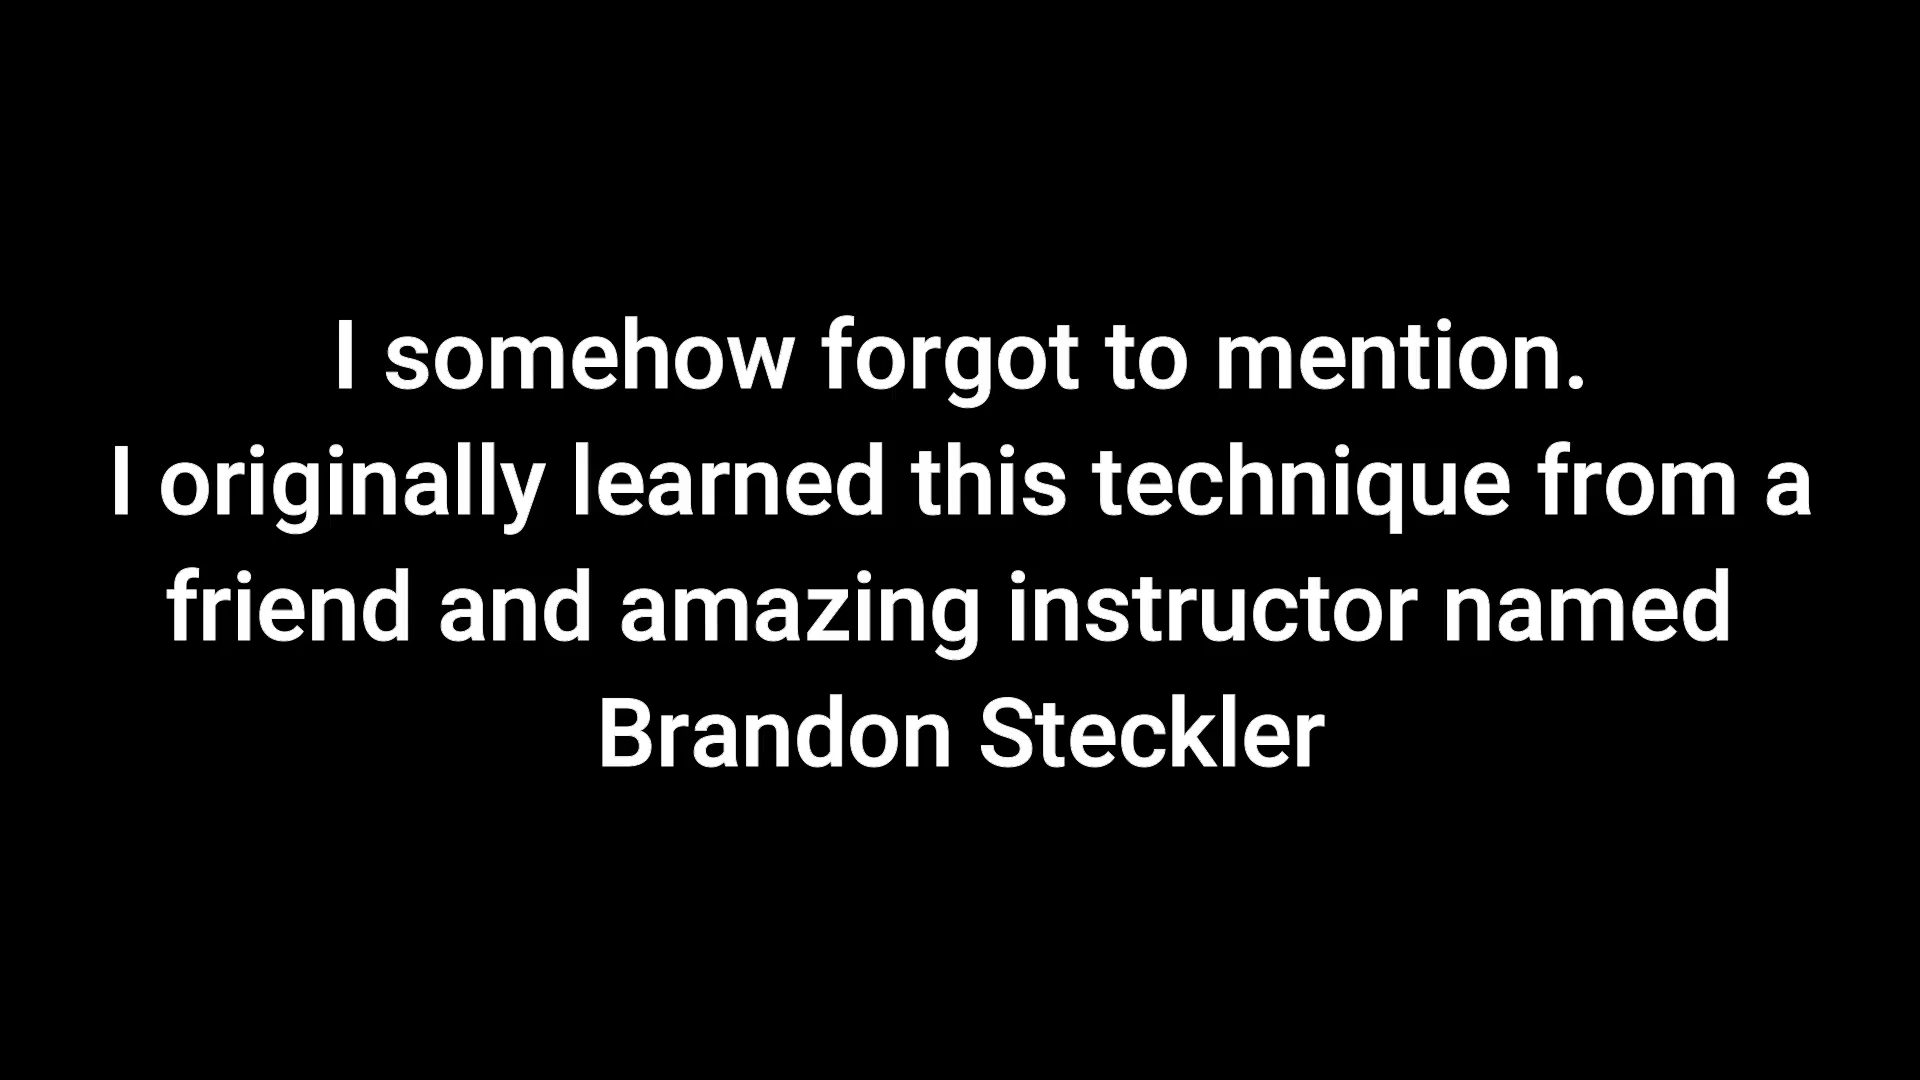 I somehow forgot to mention.
I originally learned this technique from a
friend and amazing instructor named
Brandon Steckler